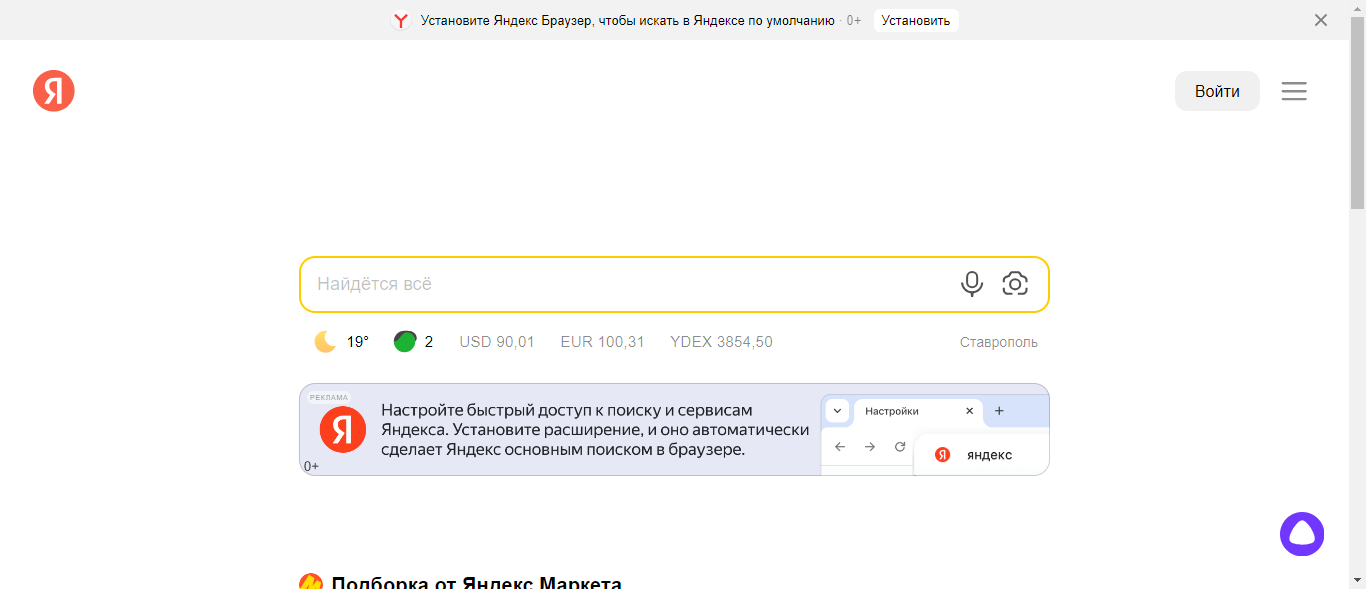 Установите Яндекс Браузер, чтобы искать в Яндексе по умолчанию · 0+ Установить
Я
Войти
Найдётся всё
19° 2 USD 90,01 EUR 100,31 YDEX 3854,50 Ставрополь
РЕКЛАМА
Я
Настройте быстрый доступ к поиску и сервисам
Яндекса. Установите расширение, и оно автоматически
сделает Яндекс основным поиском в браузере.
0+
Настройки
Я яндекс
Подборка от Яндекс Маркета